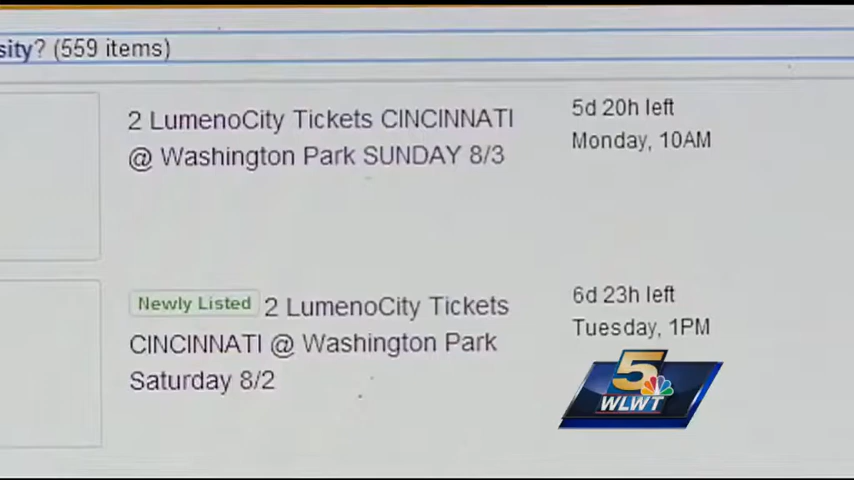 sity? (559 items)
2 LumenoCity Tickets CINCINNATI
@ Washington Park SUNDAY 8/3
5d 20h left
Monday, 10AM
Newly Listed 2 LumenoCity Tickets
CINCINNATI @ Washington Park
Saturday 8/2
6d 23h left
Tuesday, 1PM
5
WLWT